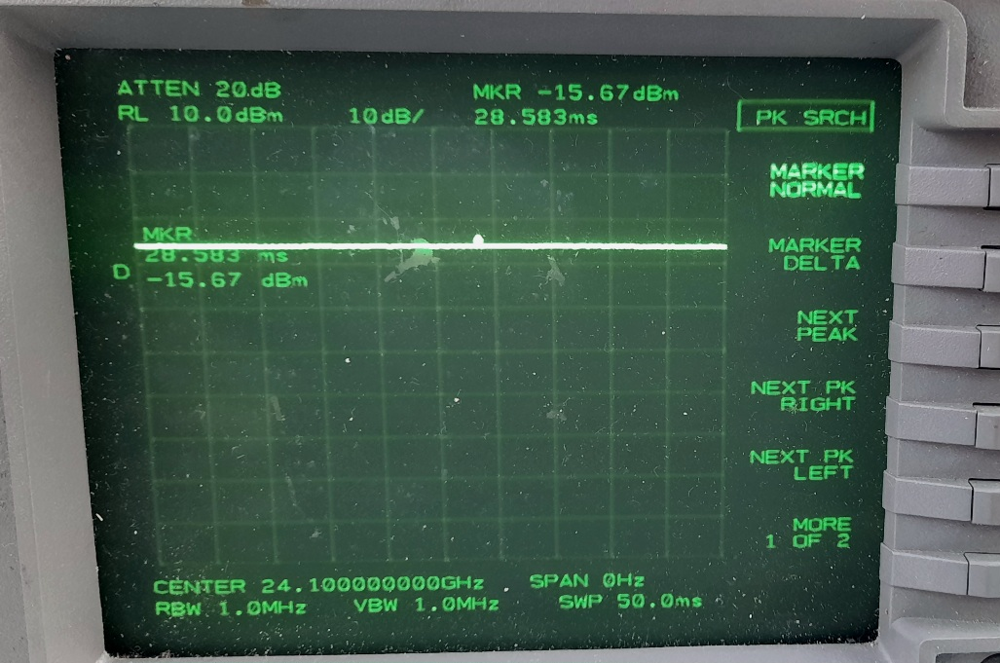 ATTEN 20dB
MKR -15.67dBm
RL 10.0dBm
10dB/
28.583ms
PK SRCH
MARKER
NORMAL
MKR
28.583 ms
D
-15.67 dBm
MARKER
DELTA
NEXT
PEAK
NEXT PK
RIGHT
NEXT PK
LEFT
MORE
1 OF 2
CENTER 24.100000000GHz
SPAN 0Hz
RBW 1.0MHz
VBW 1.0MHz
SWP 50.0ms